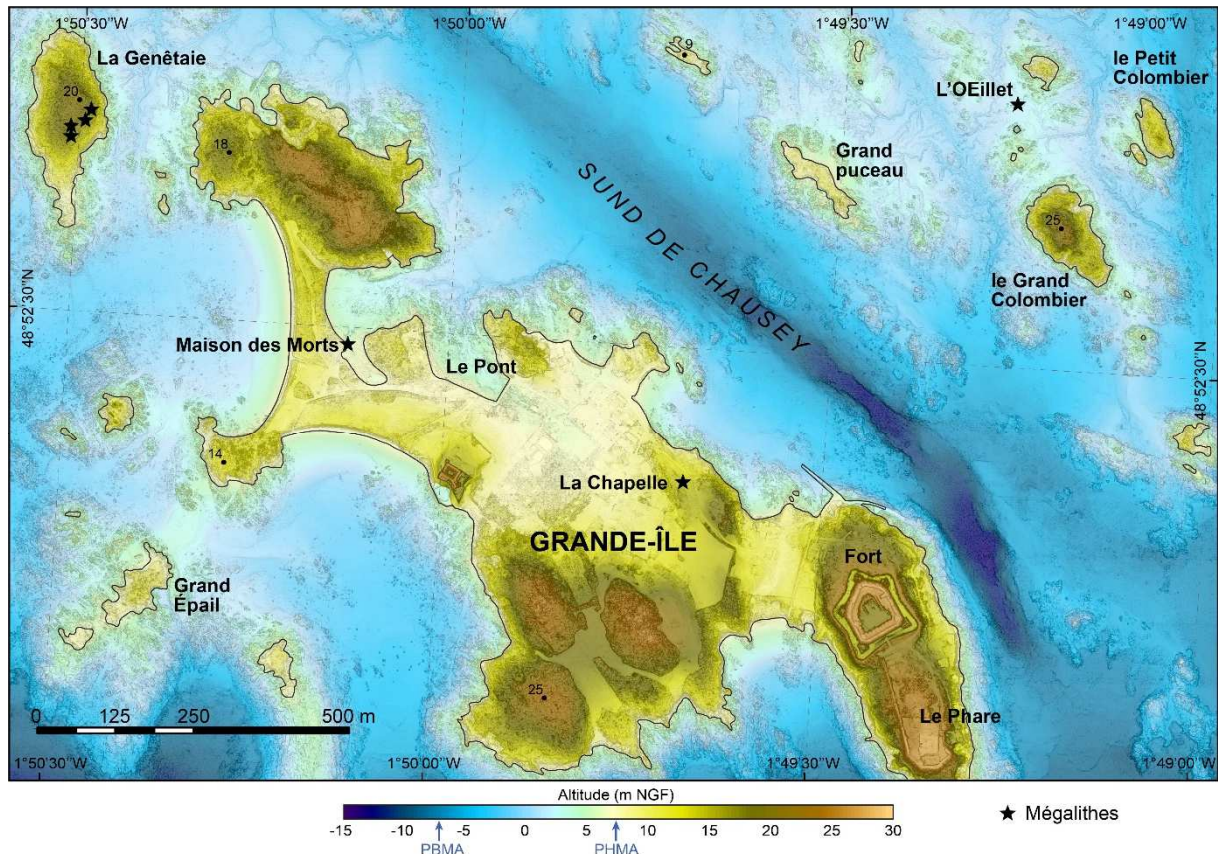 1°50'30"W
1°50'00"W
1°49'30"W
1°49'00"W
La Genêtaie
20
18
9
L'OEillet
le Petit
Colombier
Grand
puceau
25
le Grand
Colombier
SUND DE CHAUSEY
48°52'30"N
48°52'30"N
Maison des Morts
Le Pont
14
La Chapelle
GRANDE-ÎLE
Fort
Grand
Épail
25
Le Phare
0 125 250 500 m
1°50'30"W
1°50'00"W
1°49'30"W
1°49'00"W
Altitude (m NGF)
-15 -10 -5 0 5 10 15 20 25 30
PBMA
PHMA
Mégalithes